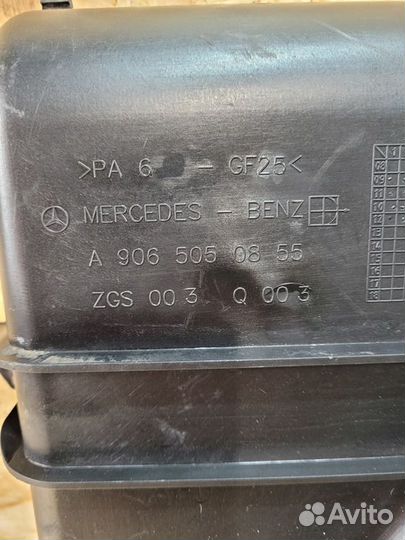 >PA 6 - GF25<
MERCEDES - BENZ
A 906 505 08 55
ZGS 003 Q 003
Avito